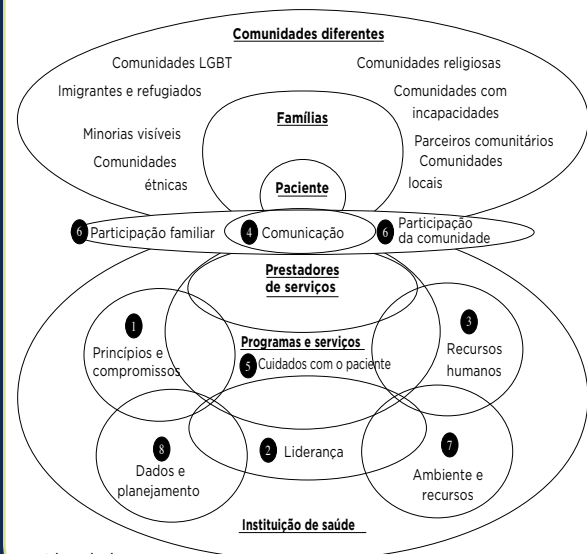 Comunidades diferentes
Comunidades LGBT
Comunidades religiosas
Imigrantes e refugiados
Comunidades com
incapacidades
Famílias
Minorias visíveis
Parceiros comunitários
Comunidades
étnicas
Comunidades
locais
Paciente
6 Participação familiar
4 Comunicação
6 Participação
da comunidade
Prestadores
de serviços
1
Princípios e
compromissos
Programas e serviços
5 Cuidados com o paciente
3
Recursos
humanos
8
Dados e
planejamento
2 Liderança
7
Ambiente e
recursos
Instituição de saúde